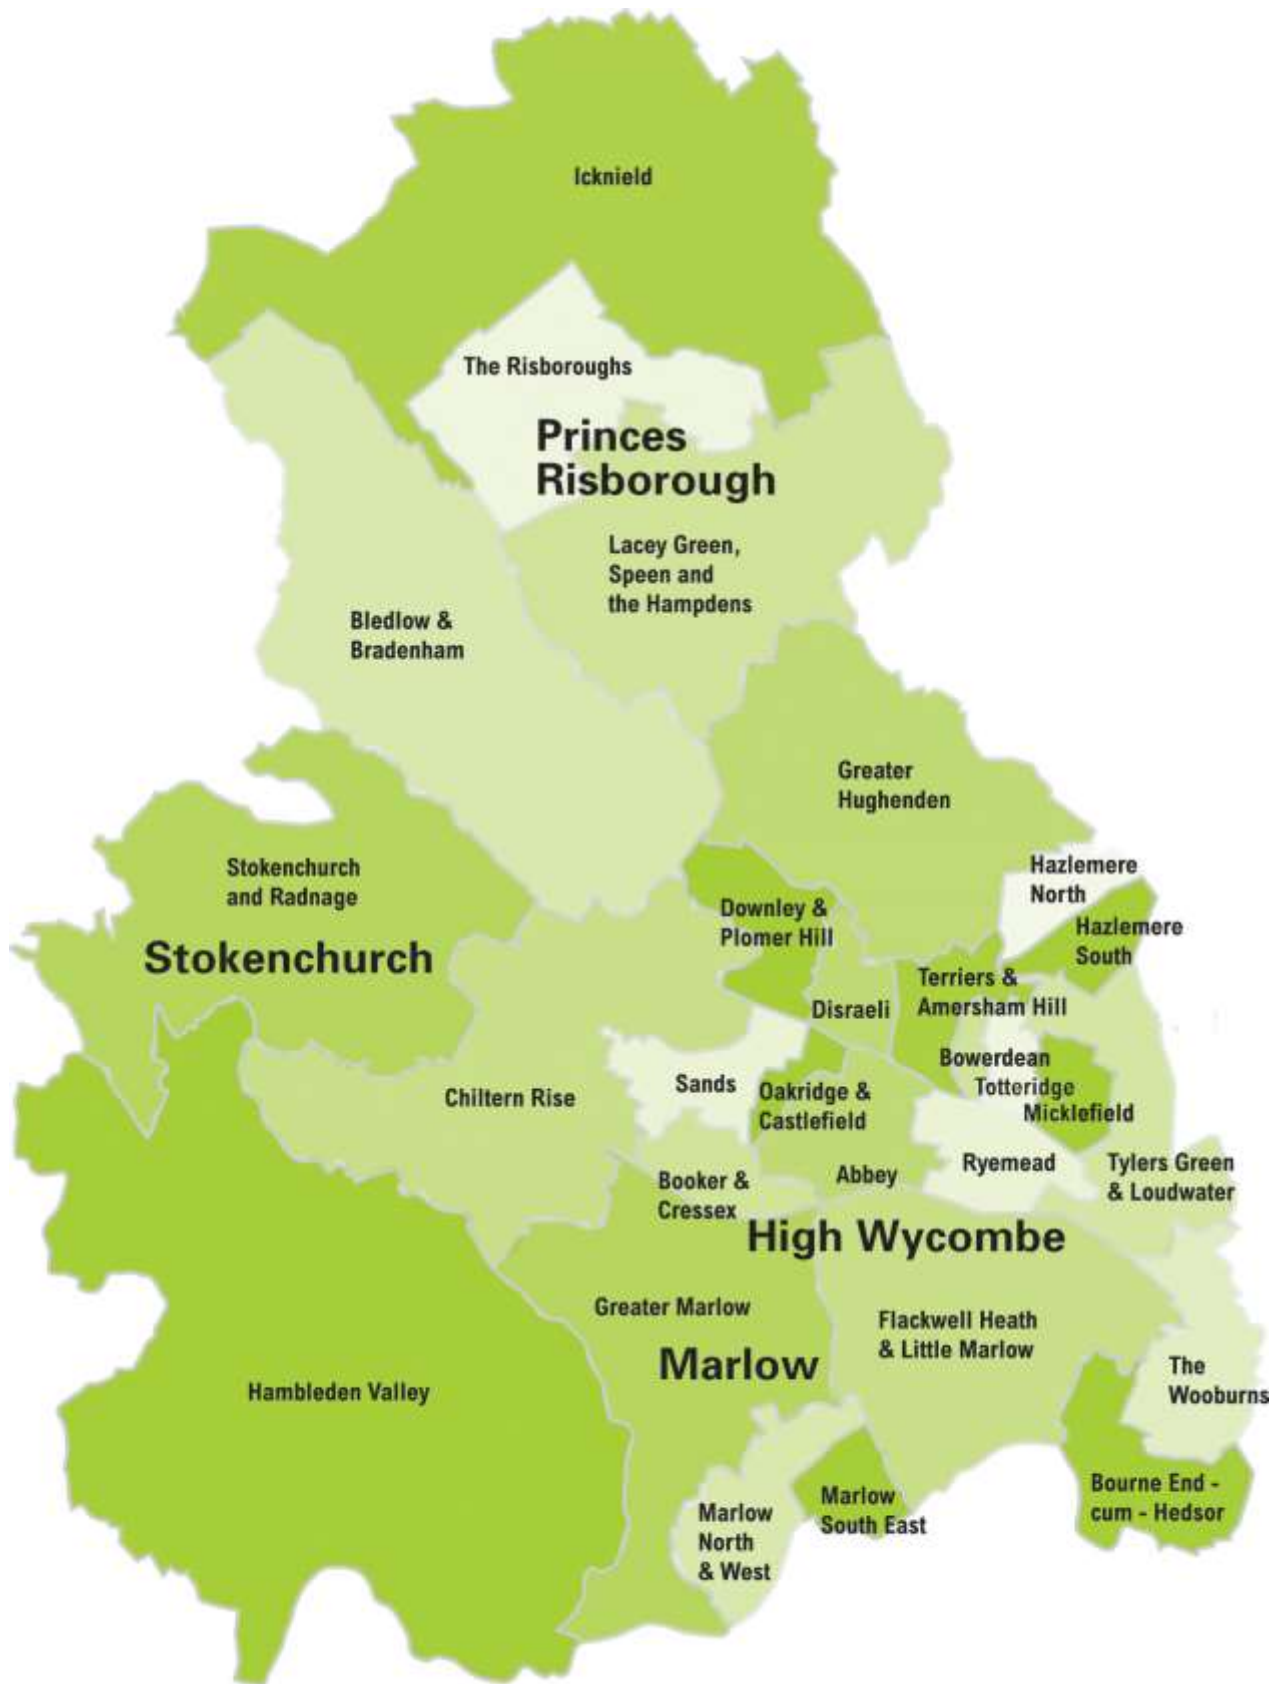 Icknield
The Risboroughs
Princes
Risborough
Lacey Green,
Speen and
the Hampdens
Bledlow &
Bradenham
Greater
Hughenden
Stokenchurch
and Radnage
Stokenchurch
Hazlemere
North
Hazlemere
South
Downley &
Plomer Hill
Terriers &
Amersham Hill
Disraeli
Bowerdean
Totteridge
Micklefield
Sands
Oakridge &
Castlefield
Chiltern Rise
Ryemead
Tylers Green
& Loudwater
Abbey
Booker &
Cressex
High Wycombe
Greater Marlow
Flackwell Heath
& Little Marlow
Marlow
The
Wooburns
Hambleden Valley
Bourne End -
cum - Hedsor
Marlow
South East
Marlow
North
& West